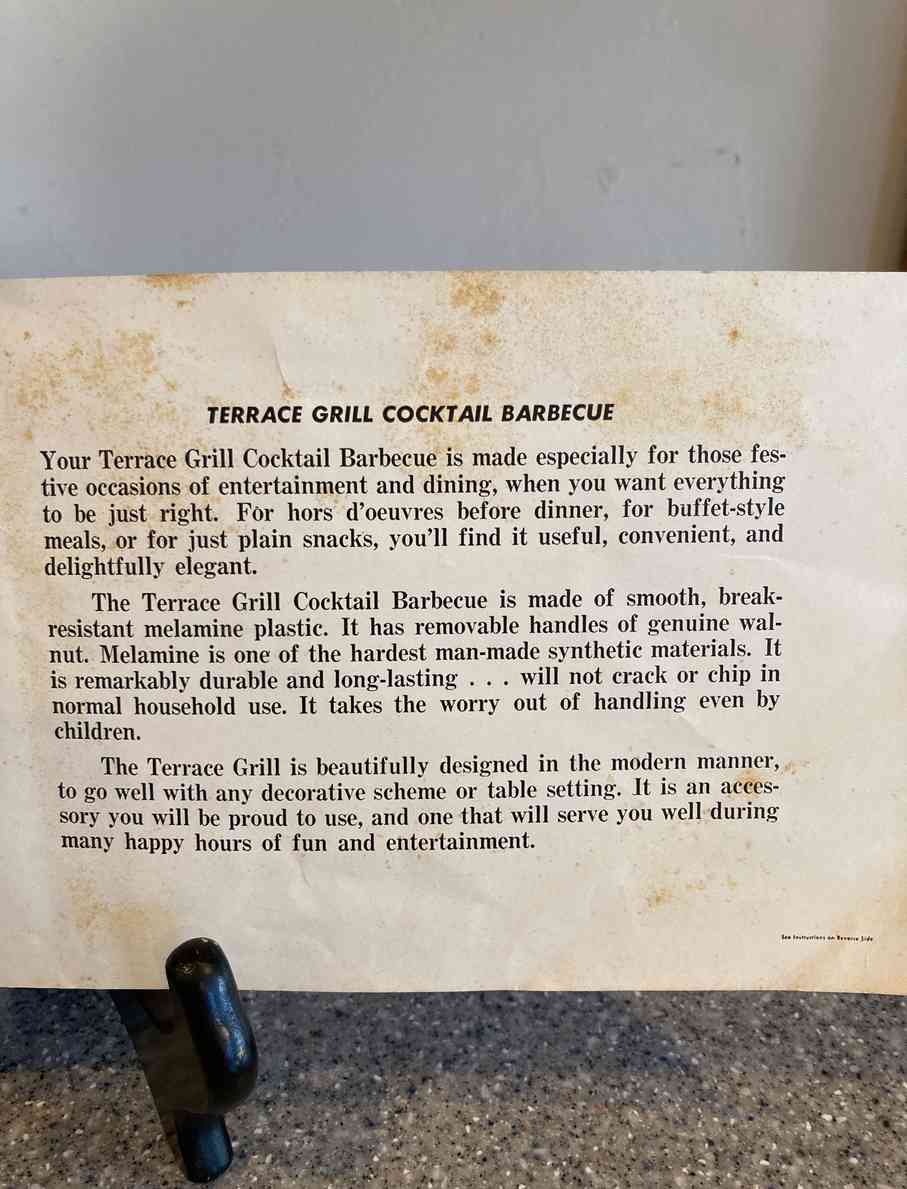 TERRACE GRILL COCKTAIL BARBECUE
Your Terrace Grill Cocktail Barbecue is made especially for those fes-
tive occasions of entertainment and dining, when you want everything
to be just right. For hors d'oeuvres before dinner, for buffet-style
meals, or for just plain snacks, you'll find it useful, convenient, and
delightfully elegant.
The Terrace Grill Cocktail Barbecue is made of smooth, break-
resistant melamine plastic. It has removable handles of genuine wal-
nut. Melamine is one of the hardest man-made synthetic materials. It
is remarkably durable and long-lasting . . . will not crack or chip in
normal household use. It takes the worry out of handling even by
children.
The Terrace Grill is beautifully designed in the modern manner,
to go well with any decorative scheme or table setting. It is an acces-
sory you will be proud to use, and one that will serve you well during
many happy hours of fun and entertainment.
See Instructions on Reverse Side